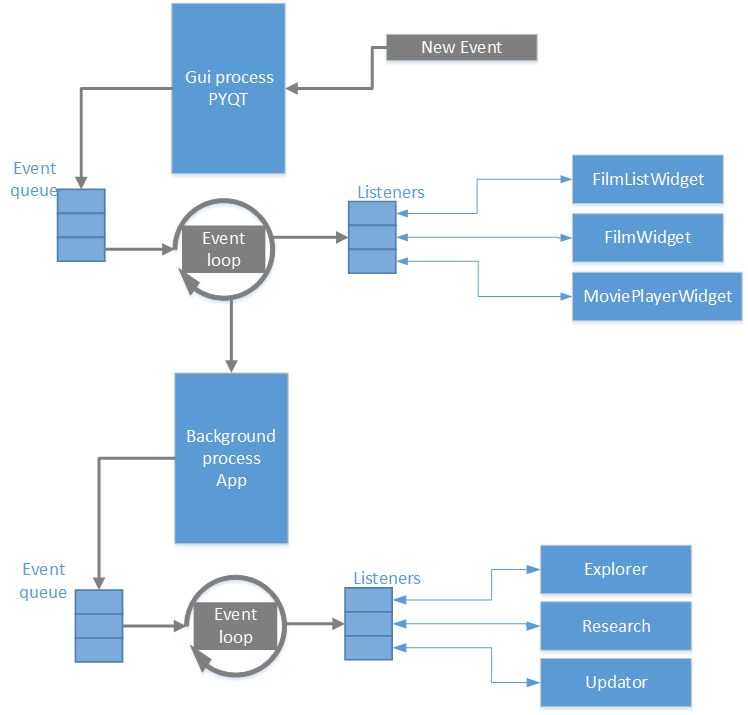 Gui process
PYQT
New Event
Event
queue
Event
loop
Listeners
FilmListWidget
FilmWidget
MoviePlayerWidget
Background
process
App
Event
queue
Event
loop
Listeners
Explorer
Research
Updator